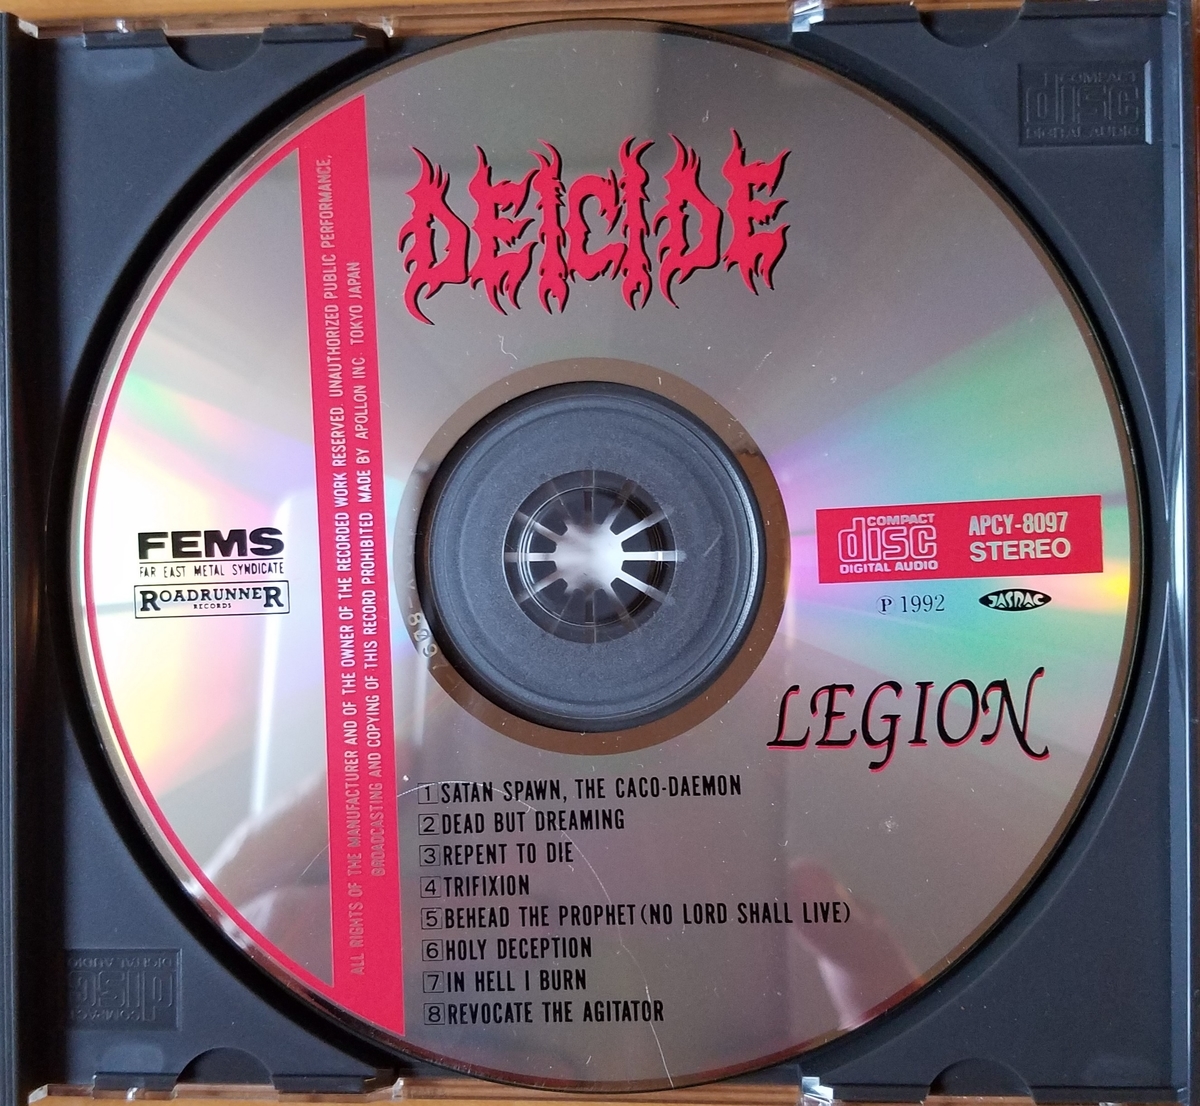 DEICIDE
COMPACT
disc
DIGITAL AUDIO
ALL RIGHTS OF THE MANUFACTURER AND OF THE OWNER OF THE RECORDED WORK RESERVED. UNAUTHORIZED PUBLIC PERFORMANCE,
BROADCASTING AND COPYING OF THIS RECORD PROHIBITED. MADE BY APOLLON INC. TOKYO JAPAN
FEMS
FAR EAST METAL SYNDICATE
ROADRUNNER
RECORDS
COMPACT
disc
DIGITAL AUDIO
APCY-8097
STEREO
℗ 1992
JASRAC
LEGION
1 SATAN SPAWN, THE CACO-DAEMON
2 DEAD BUT DREAMING
3 REPENT TO DIE
4 TRIFIXION
5 BEHEAD THE PROPHET (NO LORD SHALL LIVE)
6 HOLY DECEPTION
7 IN HELL I BURN
8 REVOCATE THE AGITATOR
COMPACT
disc
DIGITAL AUDIO